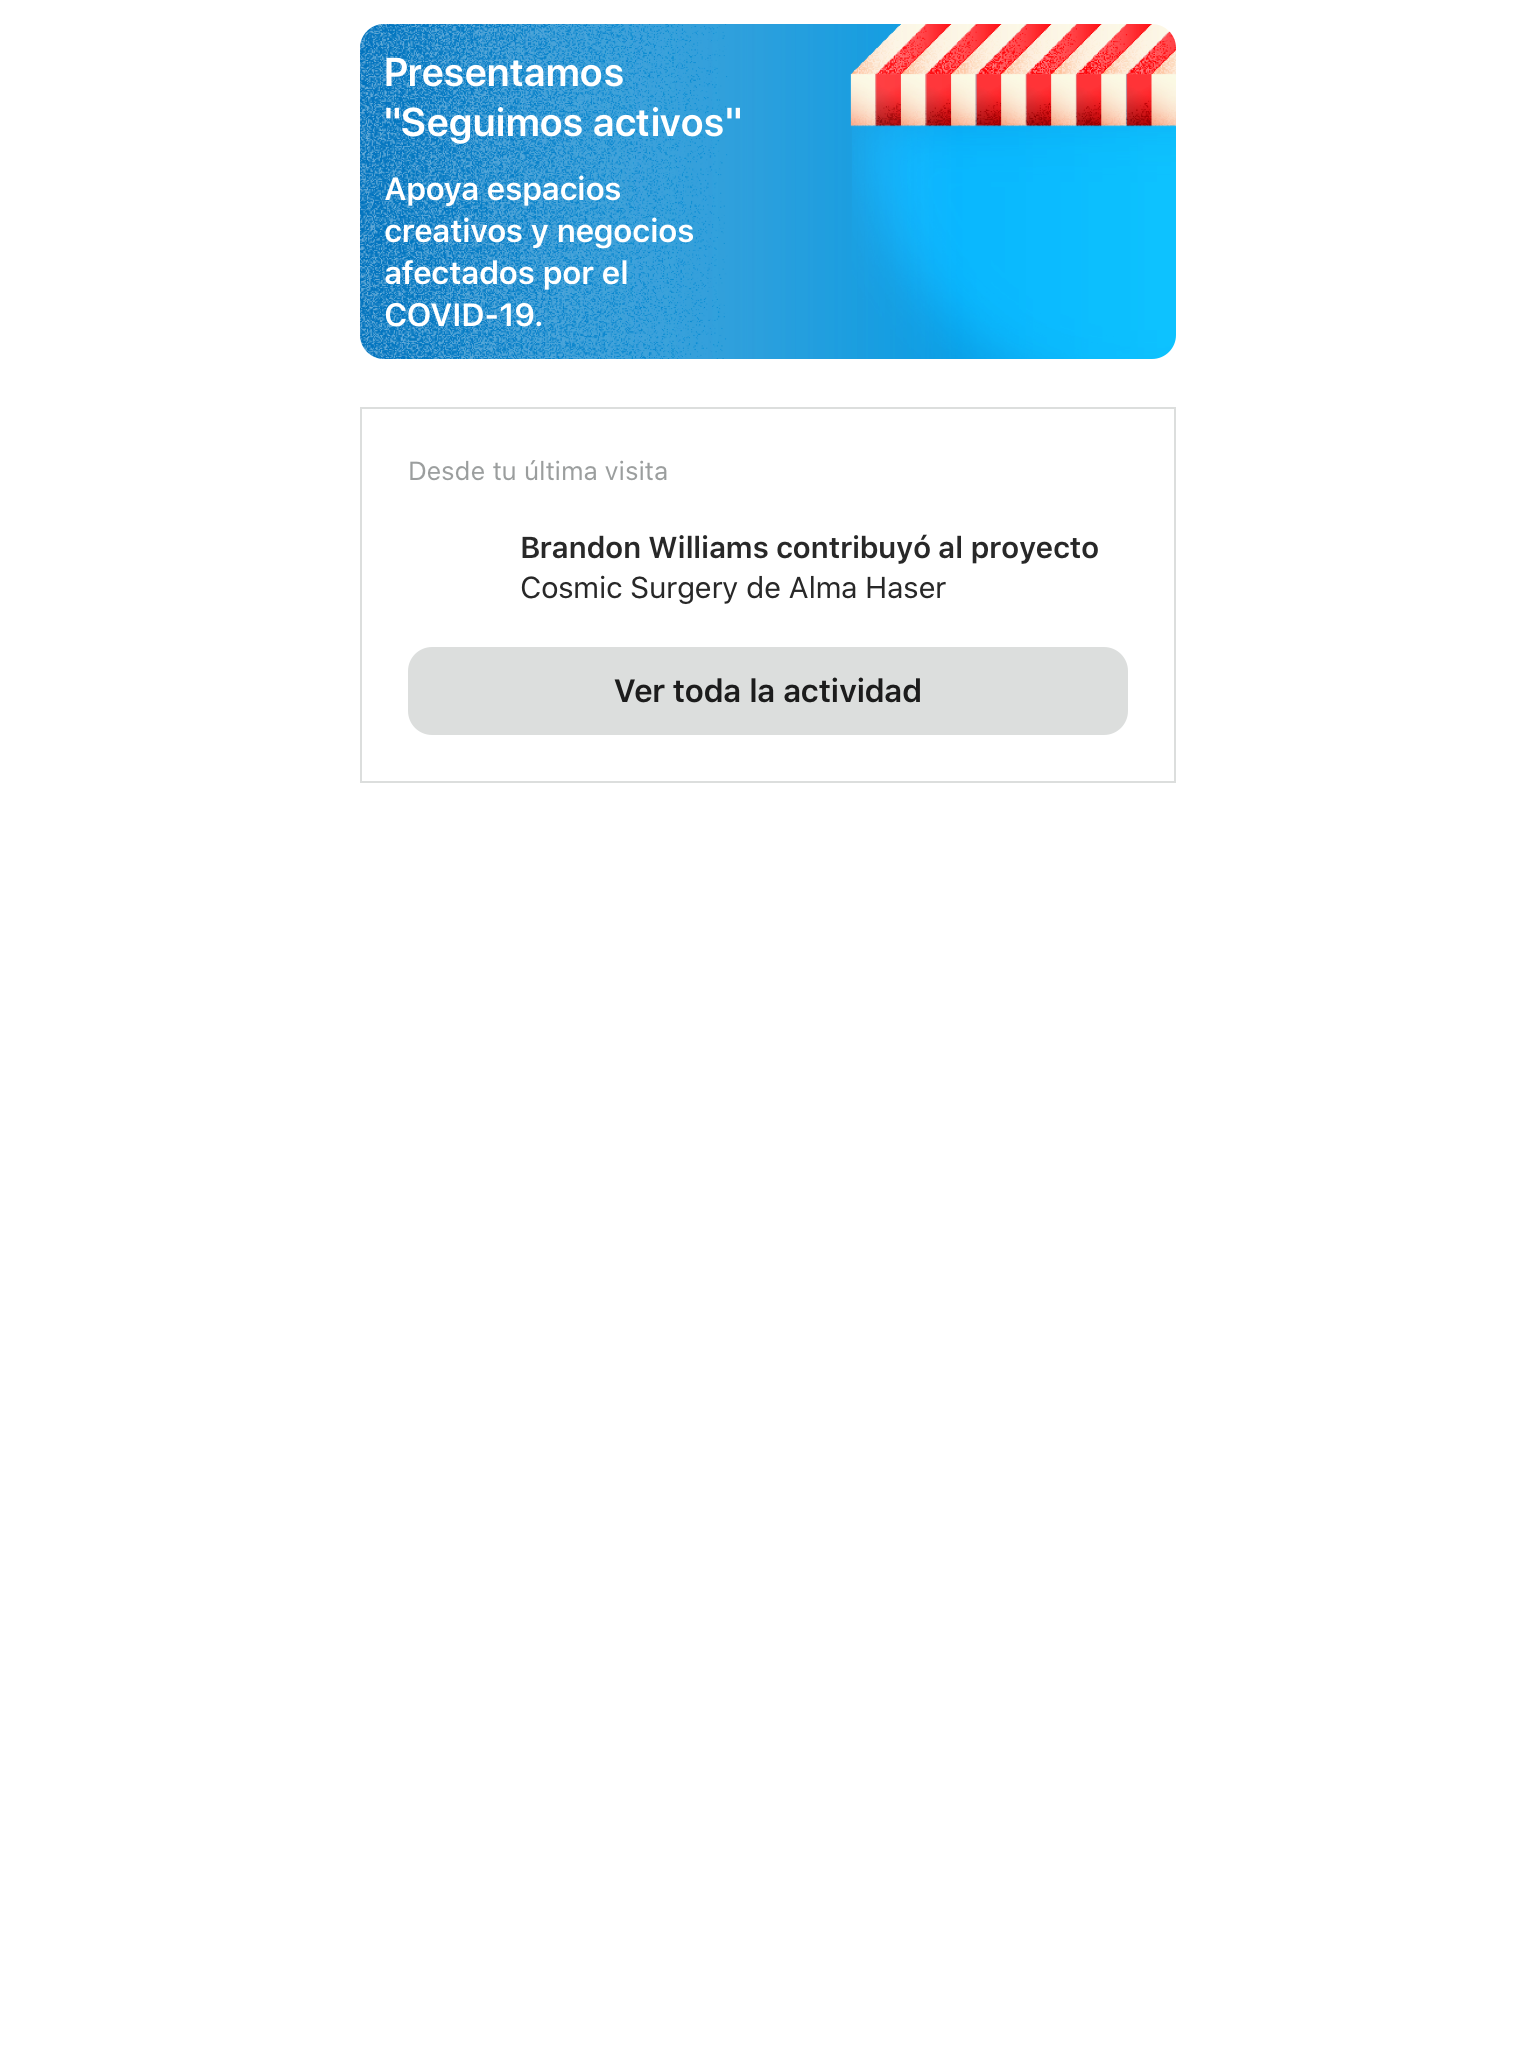 Presentamos
"Seguimos activos"
Apoya espacios
creativos y negocios
afectados por el
COVID-19.
Desde tu última visita
Brandon Williams contribuyó al proyecto
Cosmic Surgery de Alma Haser
Ver toda la actividad